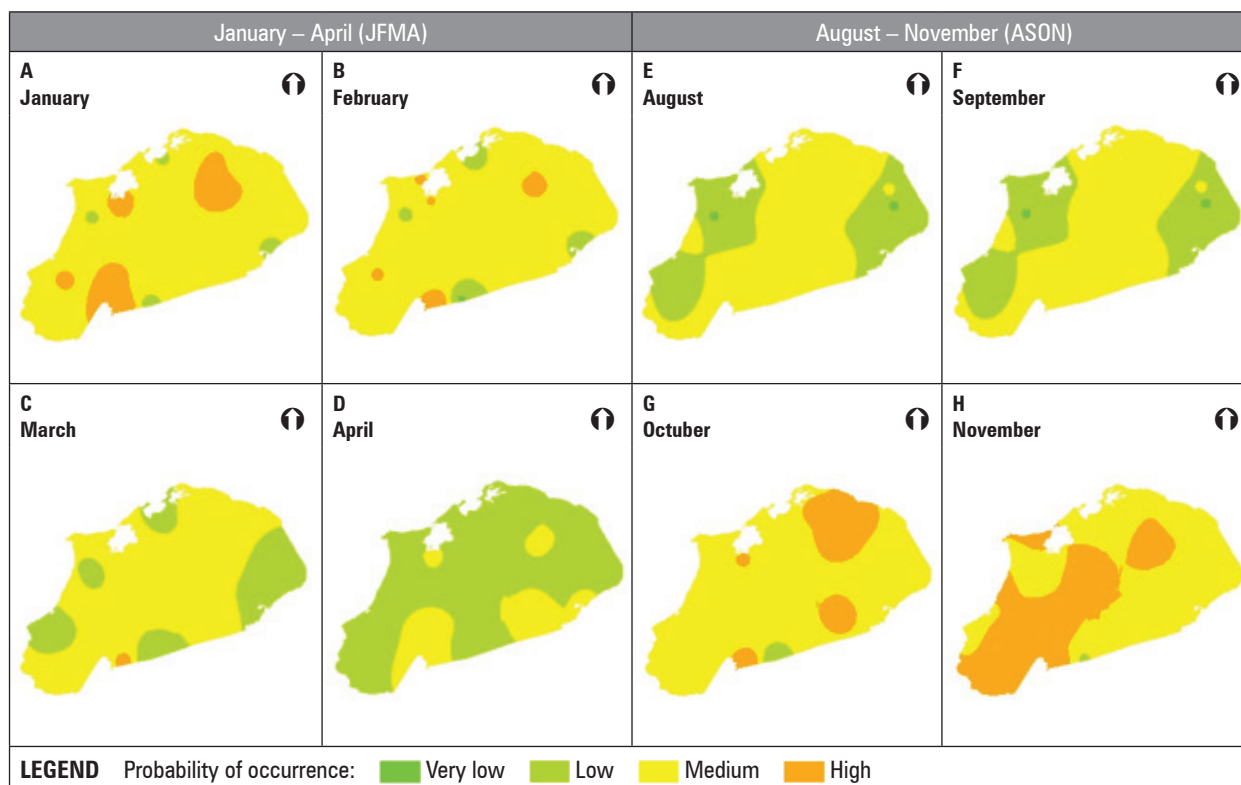 January – April (JFMA)
August – November (ASON)
A
January
B
February
E
August
F
September
C
March
D
April
G
Octuber
H
November
LEGEND Probability of occurrence: Very low Low Medium High